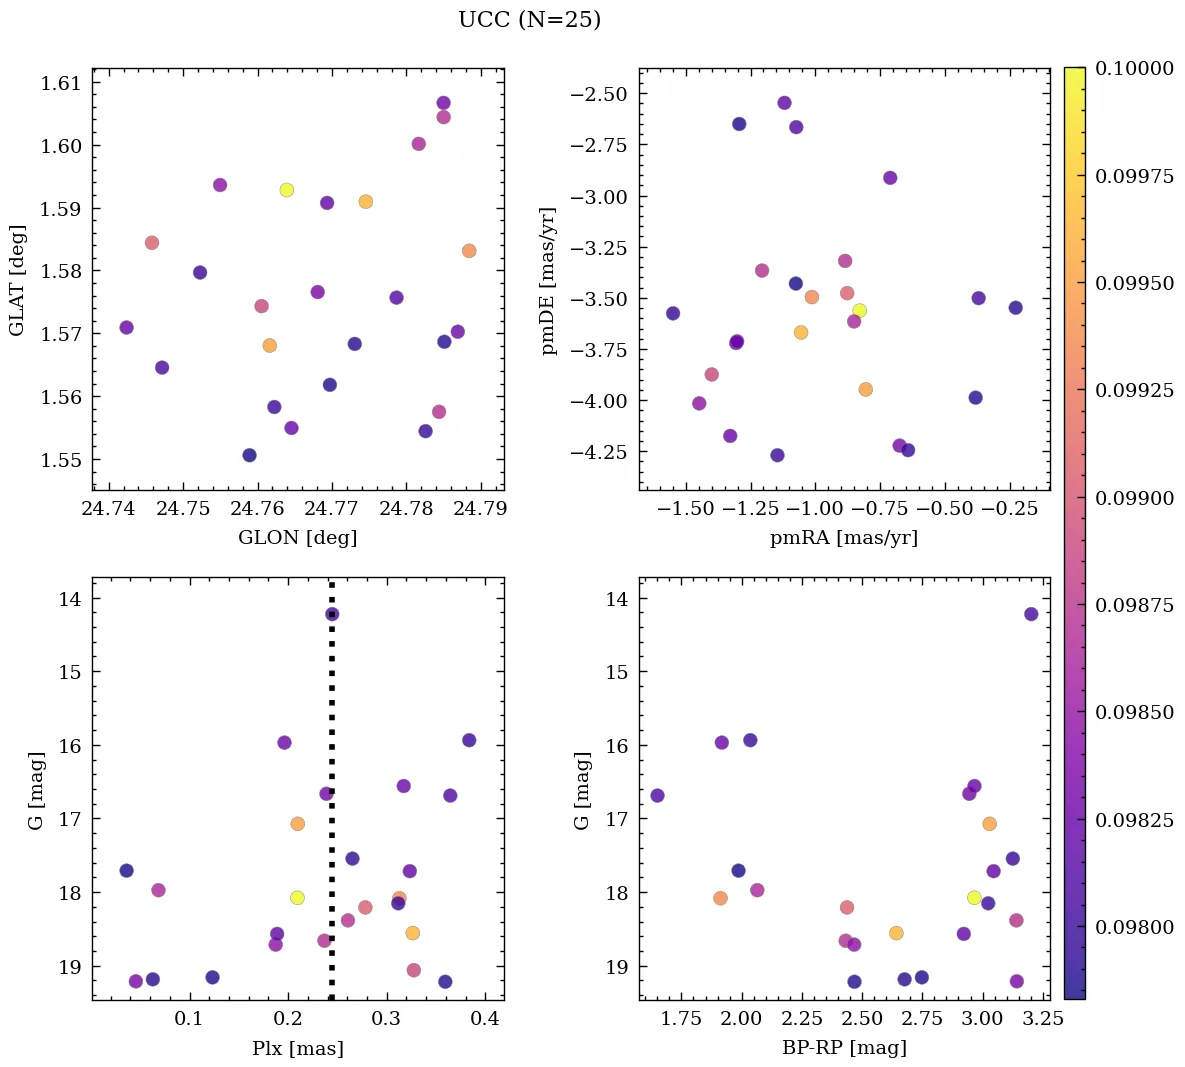 UCC (N=25)
1.61
1.60
1.59
1.58
1.57
1.56
1.55
GLAT [deg]
24.74 24.75 24.76 24.77 24.78 24.79
GLON [deg]
−2.50
−2.75
−3.00
−3.25
−3.50
−3.75
−4.00
−4.25
pmDE [mas/yr]
−1.50 −1.25 −1.00 −0.75 −0.50 −0.25
pmRA [mas/yr]
14
15
16
17
18
19
G [mag]
0.1 0.2 0.3 0.4
Plx [mas]
14
15
16
17
18
19
G [mag]
1.75 2.00 2.25 2.50 2.75 3.00 3.25
BP-RP [mag]
0.10000
0.09975
0.09950
0.09925
0.09900
0.09875
0.09850
0.09825
0.09800